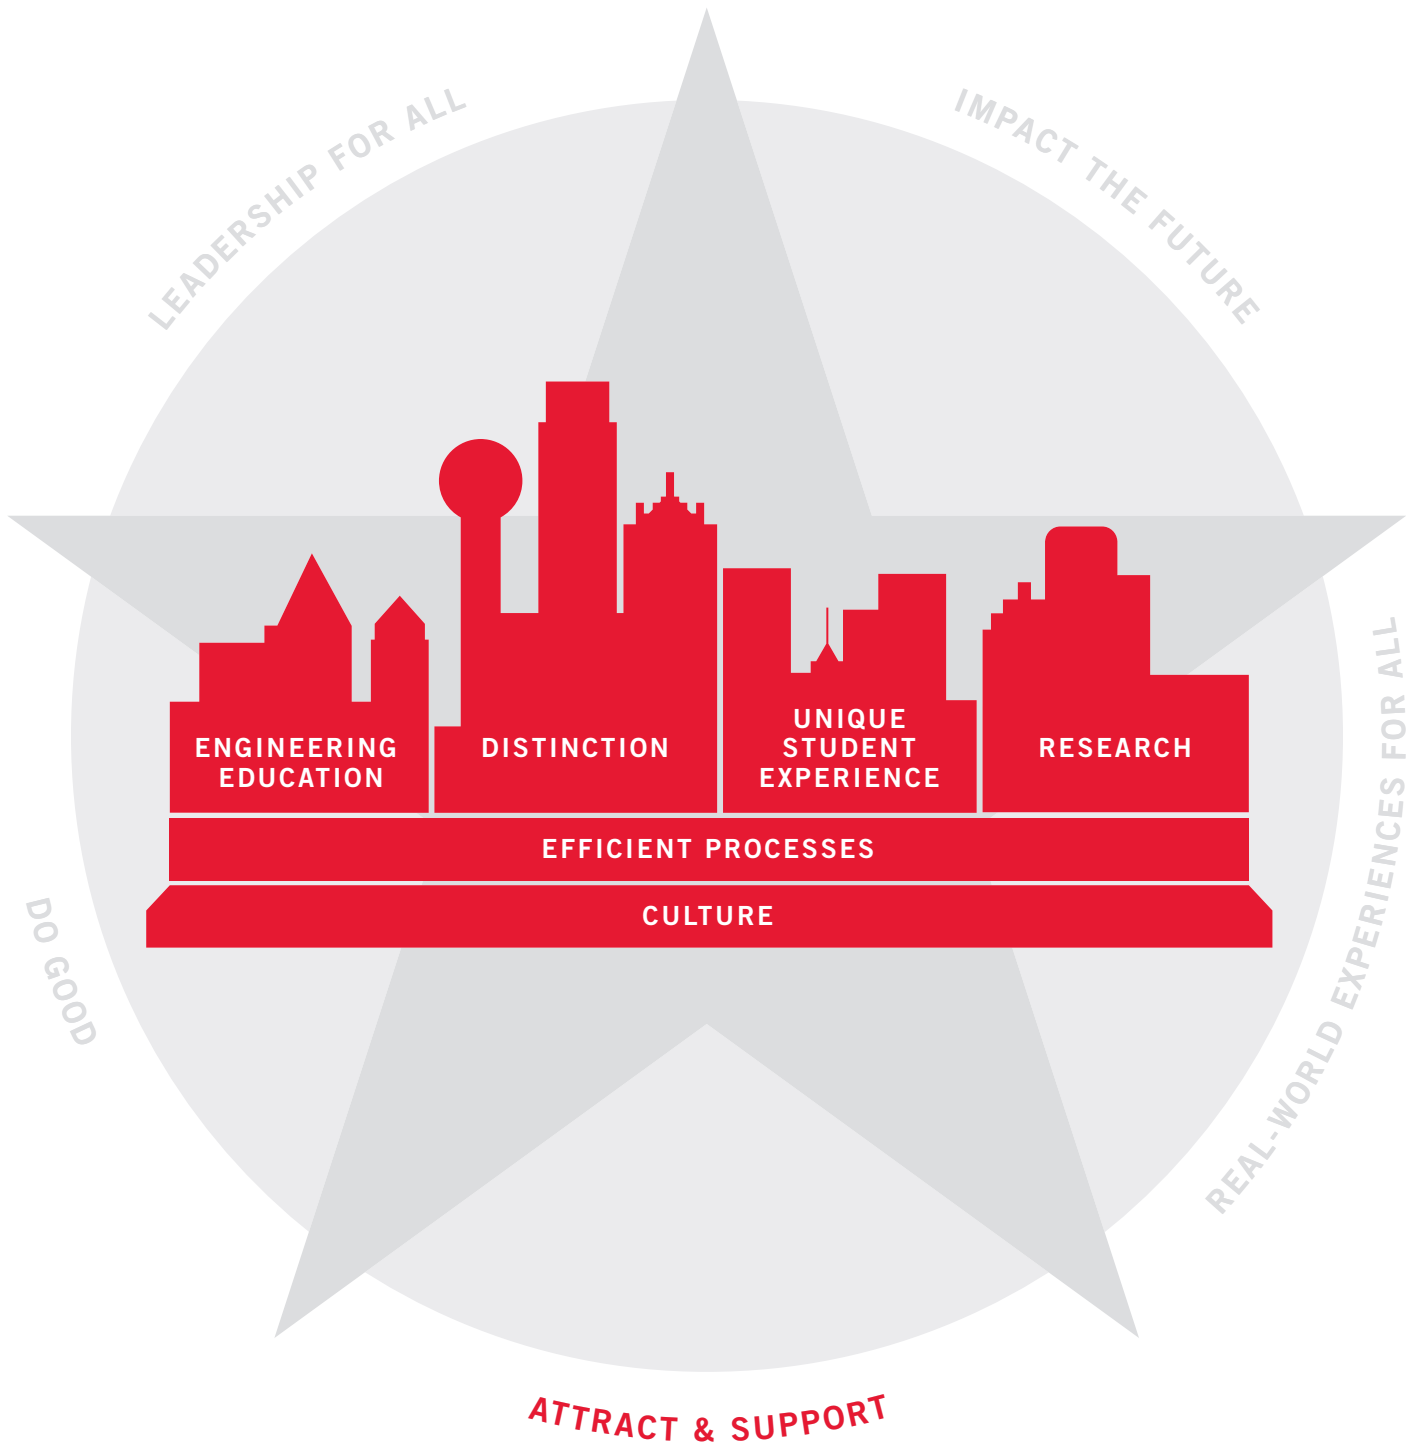 LEADERSHIP FOR ALL
IMPACT THE FUTURE
ENGINEERING
EDUCATION
DISTINCTION
UNIQUE
STUDENT
EXPERIENCE
RESEARCH
EFFICIENT PROCESSES
CULTURE
DO GOOD
REAL-WORLD EXPERIENCES FOR ALL
ATTRACT & SUPPORT